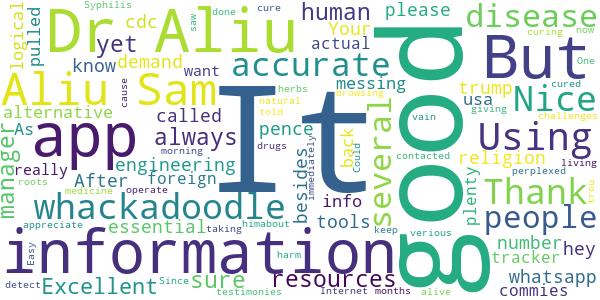 logical
Syphilis
pulled
cdc
yet
Dr Aliu
saw
done
cure
human
Your
please
disease
actual
But
know
demand
want
accurate
curing
now
cause
One
Aliu Sam
messing
trump
Nice
cured
usa
alternative
natural
told
herbs
browsing
giving
As
called
pence
back
app
always
It
good
several
Using
vain
challenges
manager
engineering
morning
drugs
Could
contacted
religion
living
really
After
foreign
besides
immediately
perplexed
roots
medicine
operate
info
plenty
Thank
trou
whackadoodle
people
appreciate
essential
taking
himabout
tools
keep
verious
Easy
number
hey
information
harm
tracker
sure
resources
whatsapp
detect
Excellent
Since
testimonies
Internet
months
alive
commies